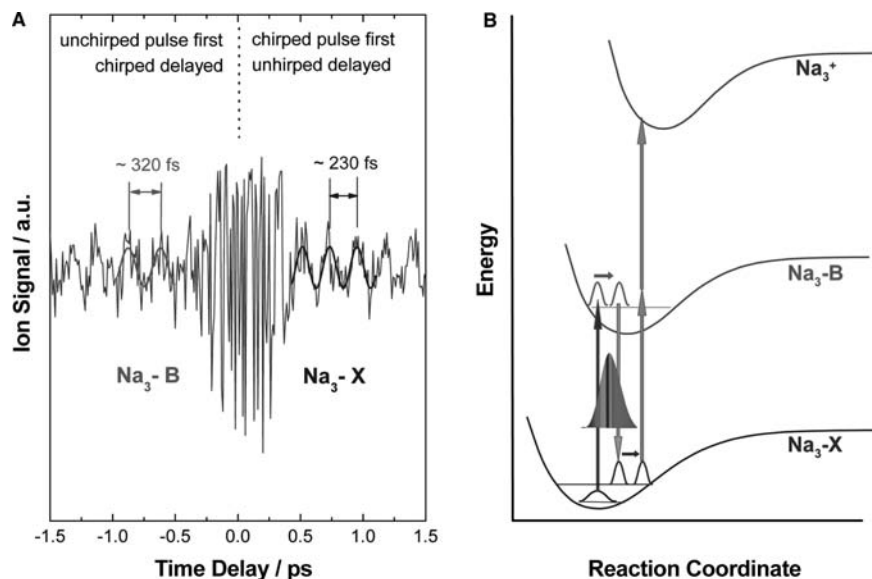 A
unchirped pulse first
chirped delayed
chirped pulse first
unhirped delayed
~ 320 fs
~ 230 fs
Na₃- B
Na₃- X
Ion Signal / a.u.
-1.5 -1.0 -0.5 0.0 0.5 1.0 1.5
Time Delay / ps
B
Na₃⁺
Na₃-B
Na₃-X
Energy
Reaction Coordinate